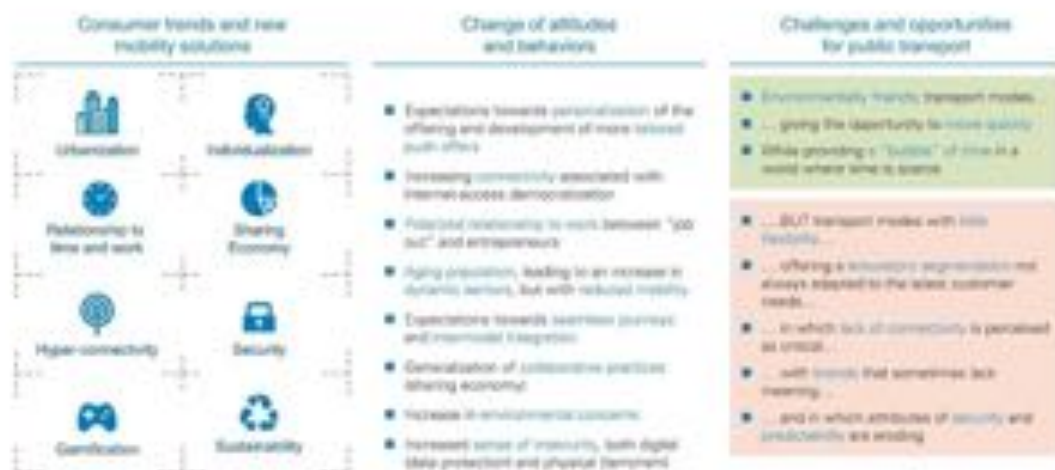 Consumer trends and new
mobility solutions
Urbanization
Individualization
Relationship to
time and work
Sharing
Economy
Hyper-connectivity
Security
Gamification
Sustainability
Change of attitudes
and behaviors
Expectations towards personalization of the
offering and development of more tailored
push offers
Increasing connectivity associated with
Internet-access democratization
Polarized relationship to work between "job
out" and entrepreneurs
Aging population, leading to an increase in
dynamic seniors, but with reduced mobility
Expectations towards seamless journeys
and intermodal integration
Generalization of collaborative practices
(sharing economy)
Increase in environmental concerns
Increased sense of insecurity, both digital
(data protection) and physical (terrorism)
Challenges and opportunities
for public transport
Environmentally friendly transport modes...
... giving the opportunity to move quickly
While providing a "bubble" of time in a
world where time is scarce
... BUT transport modes with little
flexibility...
... offering a segmentation not
always adapted to the latest customer
needs...
... in which lack of connectivity is perceived
as critical...
... with brands that sometimes lack
meaning...
... and in which attributes of security and
predictability are eroding